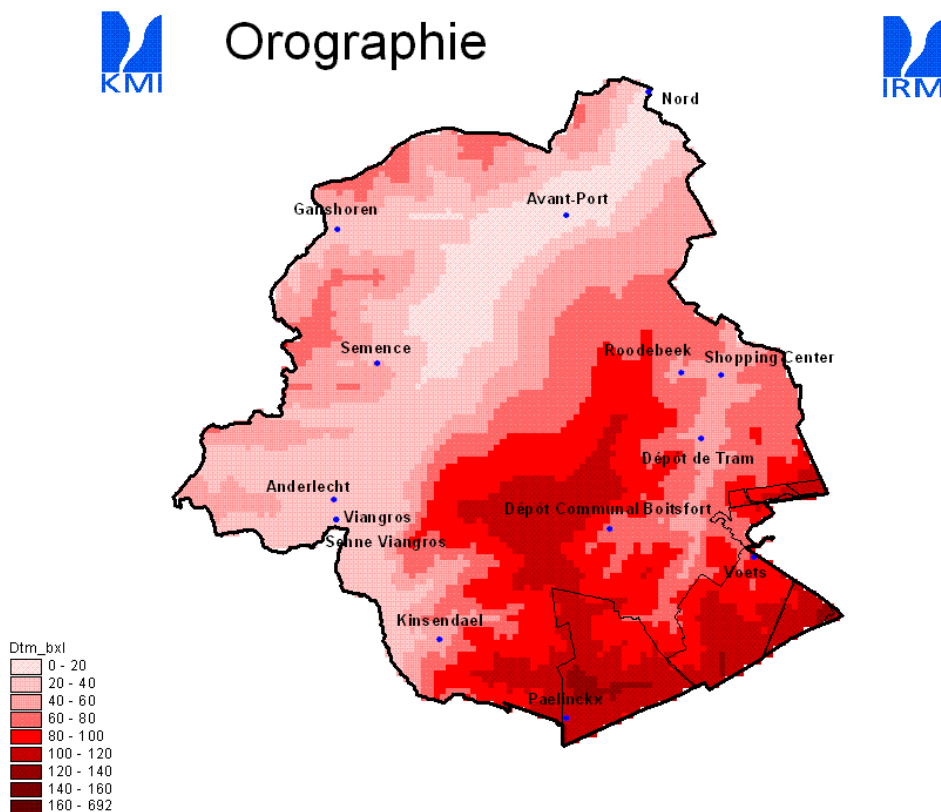 KMI
Orographie
IRM
Nord
Avant-Port
Ganshoren
Semence
Roodebeek
Shopping Center
Dépôt de Tram
Anderlecht
Dépôt Communal Boitsfort
Viangros
Senne Viangros
Voets
Kinsendael
Paelinckx
Dtm_bxl
0 - 20
20 - 40
40 - 60
60 - 80
80 - 100
100 - 120
120 - 140
140 - 160
160 - 692